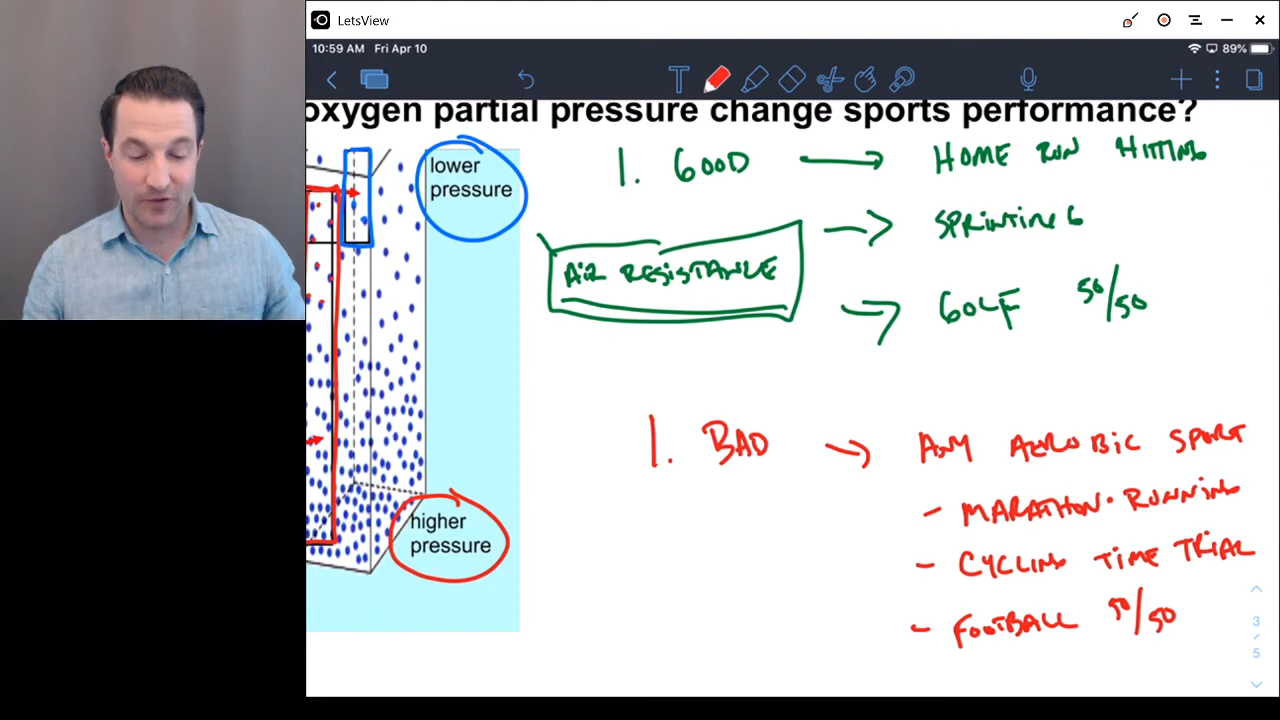 LetsView
10:59 AM Fri Apr 10
89%
T
oxygen partial pressure change sports performance?
lower
pressure
1. GOOD → HOME RUN HITTING
→ SPRINTING
AIR RESISTANCE
→ GOLF 50/50
1. BAD → ANY AEROBIC SPORT
- MARATHON RUNNING
higher
pressure
- CYCLING TIME TRIAL
- FOOTBALL 50/50
3
/
5